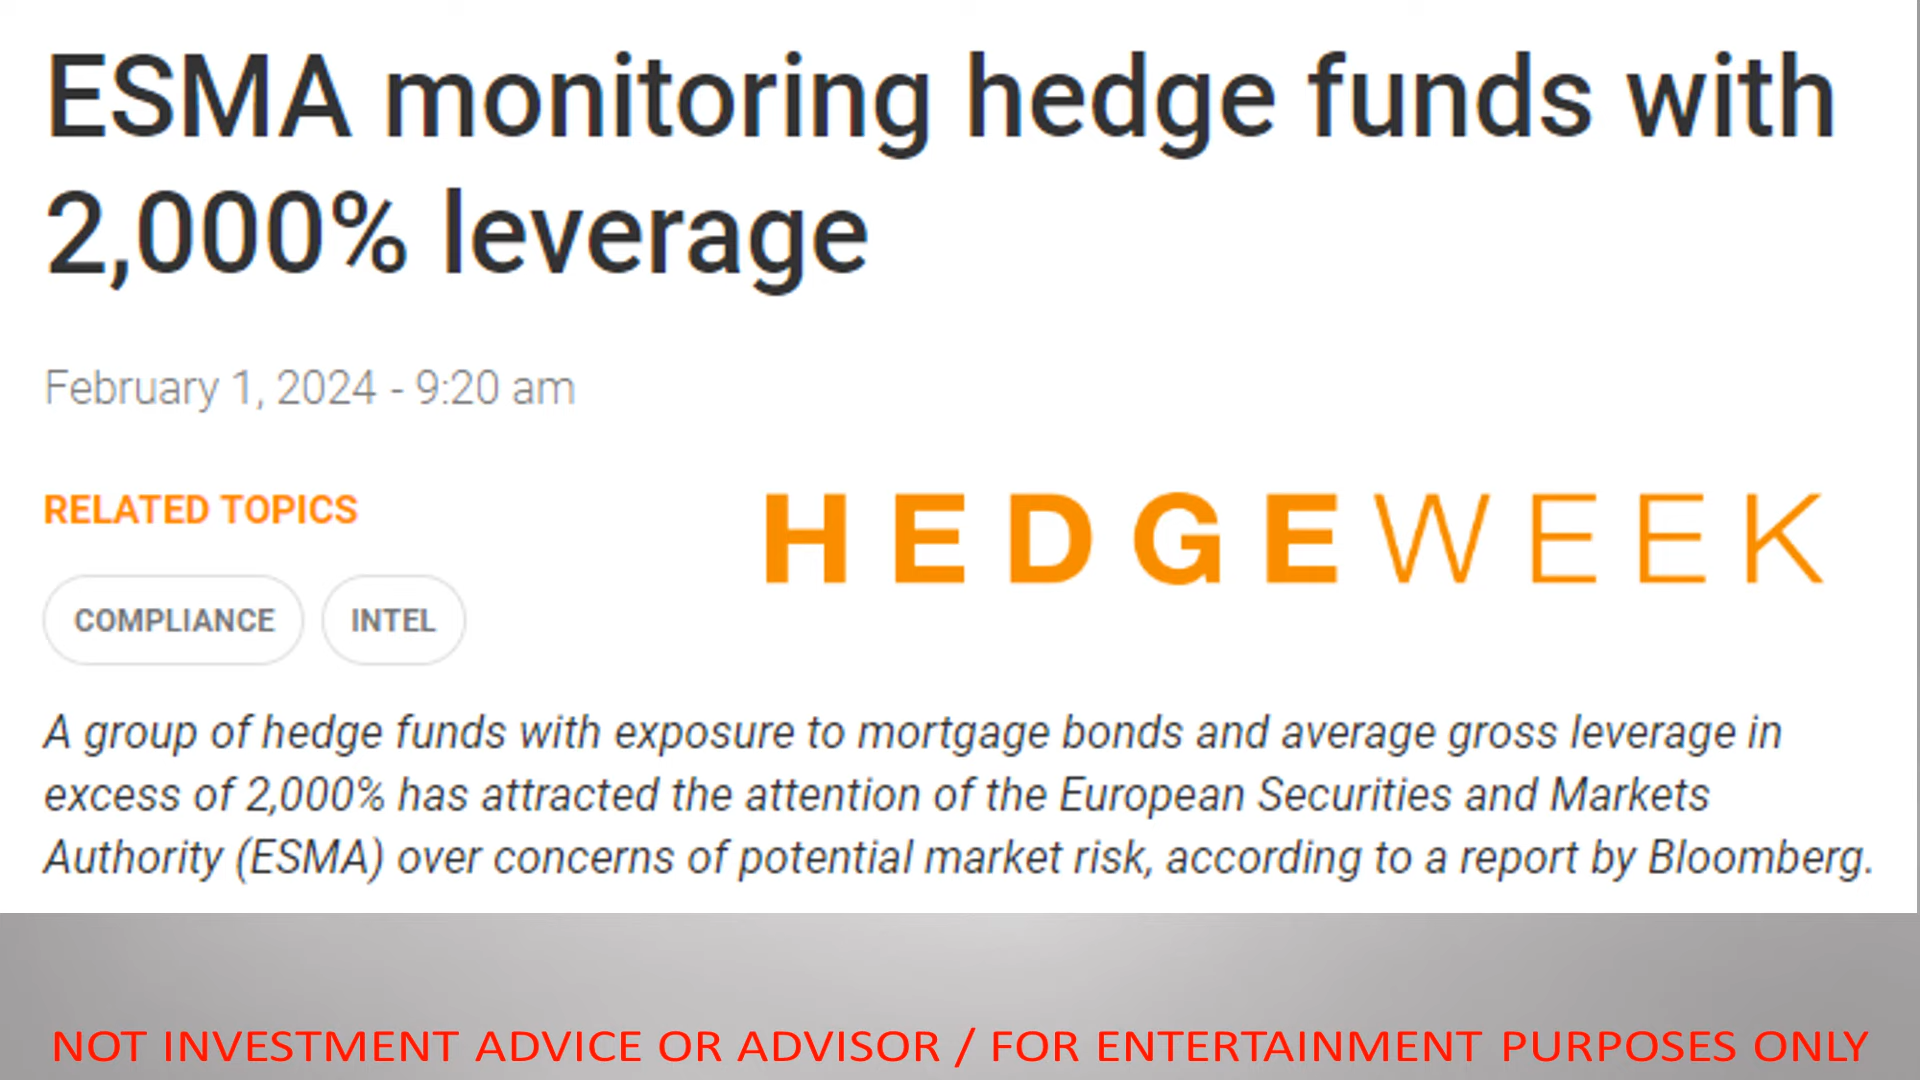 ESMA monitoring hedge funds with
2,000% leverage
February 1, 2024 - 9:20 am
RELATED TOPICS
HEDGEWEEK
COMPLIANCE INTEL
A group of hedge funds with exposure to mortgage bonds and average gross leverage in
excess of 2,000% has attracted the attention of the European Securities and Markets
Authority (ESMA) over concerns of potential market risk, according to a report by Bloomberg.
NOT INVESTMENT ADVICE OR ADVISOR / FOR ENTERTAINMENT PURPOSES ONLY